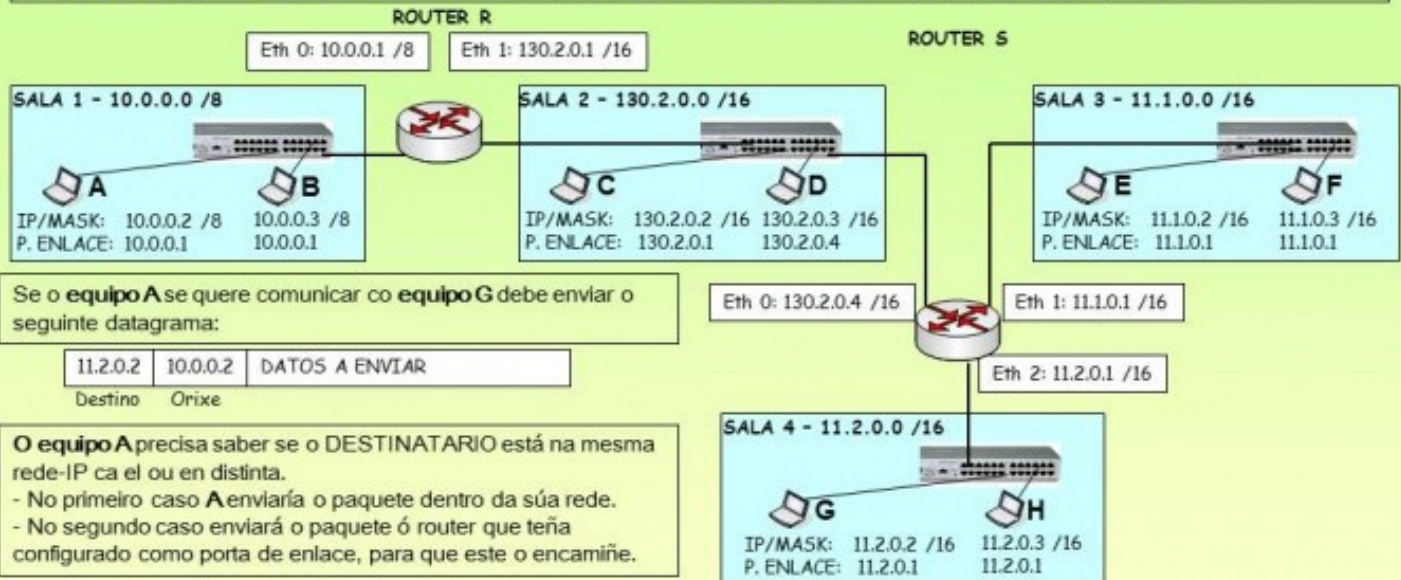 ROUTER R
Eth 0: 10.0.0.1 /8
Eth 1: 130.2.0.1 /16
ROUTER S
SALA 1 - 10.0.0.0 /8
A
B
IP/MASK: 10.0.0.2 /8 10.0.0.3 /8
P. ENLACE: 10.0.0.1 10.0.0.1
SALA 2 - 130.2.0.0 /16
C
D
IP/MASK: 130.2.0.2 /16 130.2.0.3 /16
P. ENLACE: 130.2.0.1 130.2.0.4
SALA 3 - 11.1.0.0 /16
E
F
IP/MASK: 11.1.0.2 /16 11.1.0.3 /16
P. ENLACE: 11.1.0.1 11.1.0.1
Se o equipo A se quere comunicar co equipo G debe enviar o
seguinte datagrama:
11.2.0.2 10.0.0.2 DATOS A ENVIAR
Destino Orixe
O equipo A precisa saber se o DESTINATARIO está na mesma
rede-IP ca el ou en distinta.
- No primeiro caso A enviaría o paquete dentro da súa rede.
- No segundo caso enviará o paquete ó router que teña
configurado como porta de enlace, para que este o encamiñe.
Eth 0: 130.2.0.4 /16
Eth 1: 11.1.0.1 /16
Eth 2: 11.2.0.1 /16
SALA 4 - 11.2.0.0 /16
G
H
IP/MASK: 11.2.0.2 /16 11.2.0.3 /16
P. ENLACE: 11.2.0.1 11.2.0.1